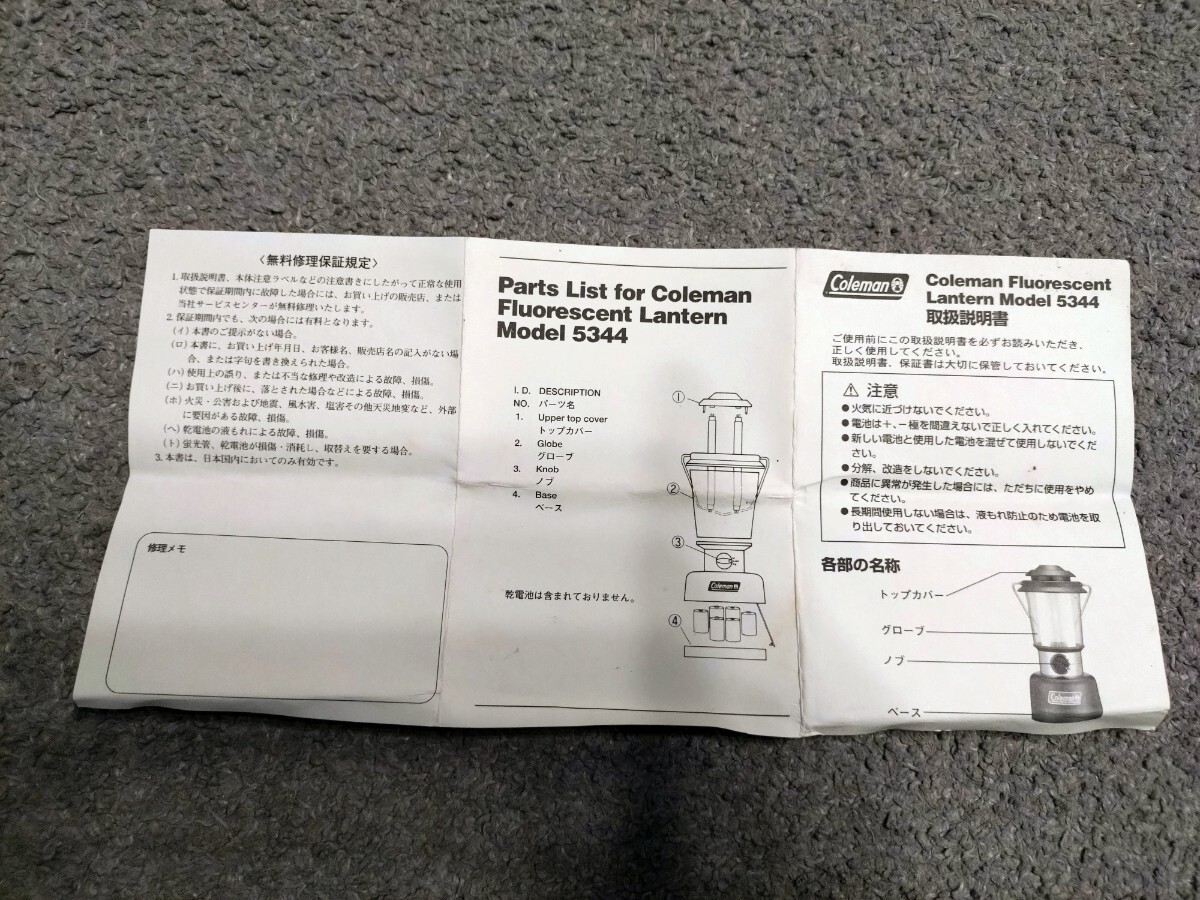 〈無料修理保証規定〉
1. 取扱説明書、本体注意ラベルなどの注意書きにしたがって正常な使用
状態で保証期間内に故障した場合には、お買い上げの販売店、または
当社サービスセンターが無料修理いたします。
2. 保証期間内でも、次の場合には有料となります。
(イ) 本書のご提示がない場合。
(ロ) 本書に、お買い上げ年月日、お客様名、販売店名の記入がない場
合、または字句を書き換えられた場合。
(ハ) 使用上の誤り、または不当な修理や改造による故障、損傷。
(ニ) お買い上げ後に、落とされた場合などによる故障、損傷。
(ホ) 火災・公害および地震、風水害、塩害その他天災地変など、外部
に要因がある故障、損傷。
(ヘ) 乾電池の液もれによる故障、損傷。
(ト) 蛍光管、乾電池が損傷・消耗し、取替えを要する場合。
3. 本書は、日本国内においてのみ有効です。
修理メモ
Parts List for Coleman
Fluorescent Lantern
Model 5344
I. D. DESCRIPTION
NO. パーツ名
1. Upper top cover
トップカバー
2. Globe
グローブ
3. Knob
ノブ
4. Base
ベース
乾電池は含まれておりません。
①
②
③
Coleman
④
Coleman
Coleman Fluorescent
Lantern Model 5344
取扱説明書
ご使用前にこの取扱説明書を必ずお読みいただき、
正しく使用してください。
取扱説明書、保証書は大切に保管しておいてください。
⚠ 注意
●火気に近づけないでください。
●電池は+、−極を間違えないで正しく入れてください。
●新しい電池と使用した電池を混ぜて使用しないでくだ
さい。
●分解、改造をしないでください。
●商品に異常が発生した場合には、ただちに使用をやめ
てください。
●長期間使用しない場合は、液もれ防止のため電池を取
り出しておいてください。
各部の名称
トップカバー
グローブ
ノブ
ベース
Coleman